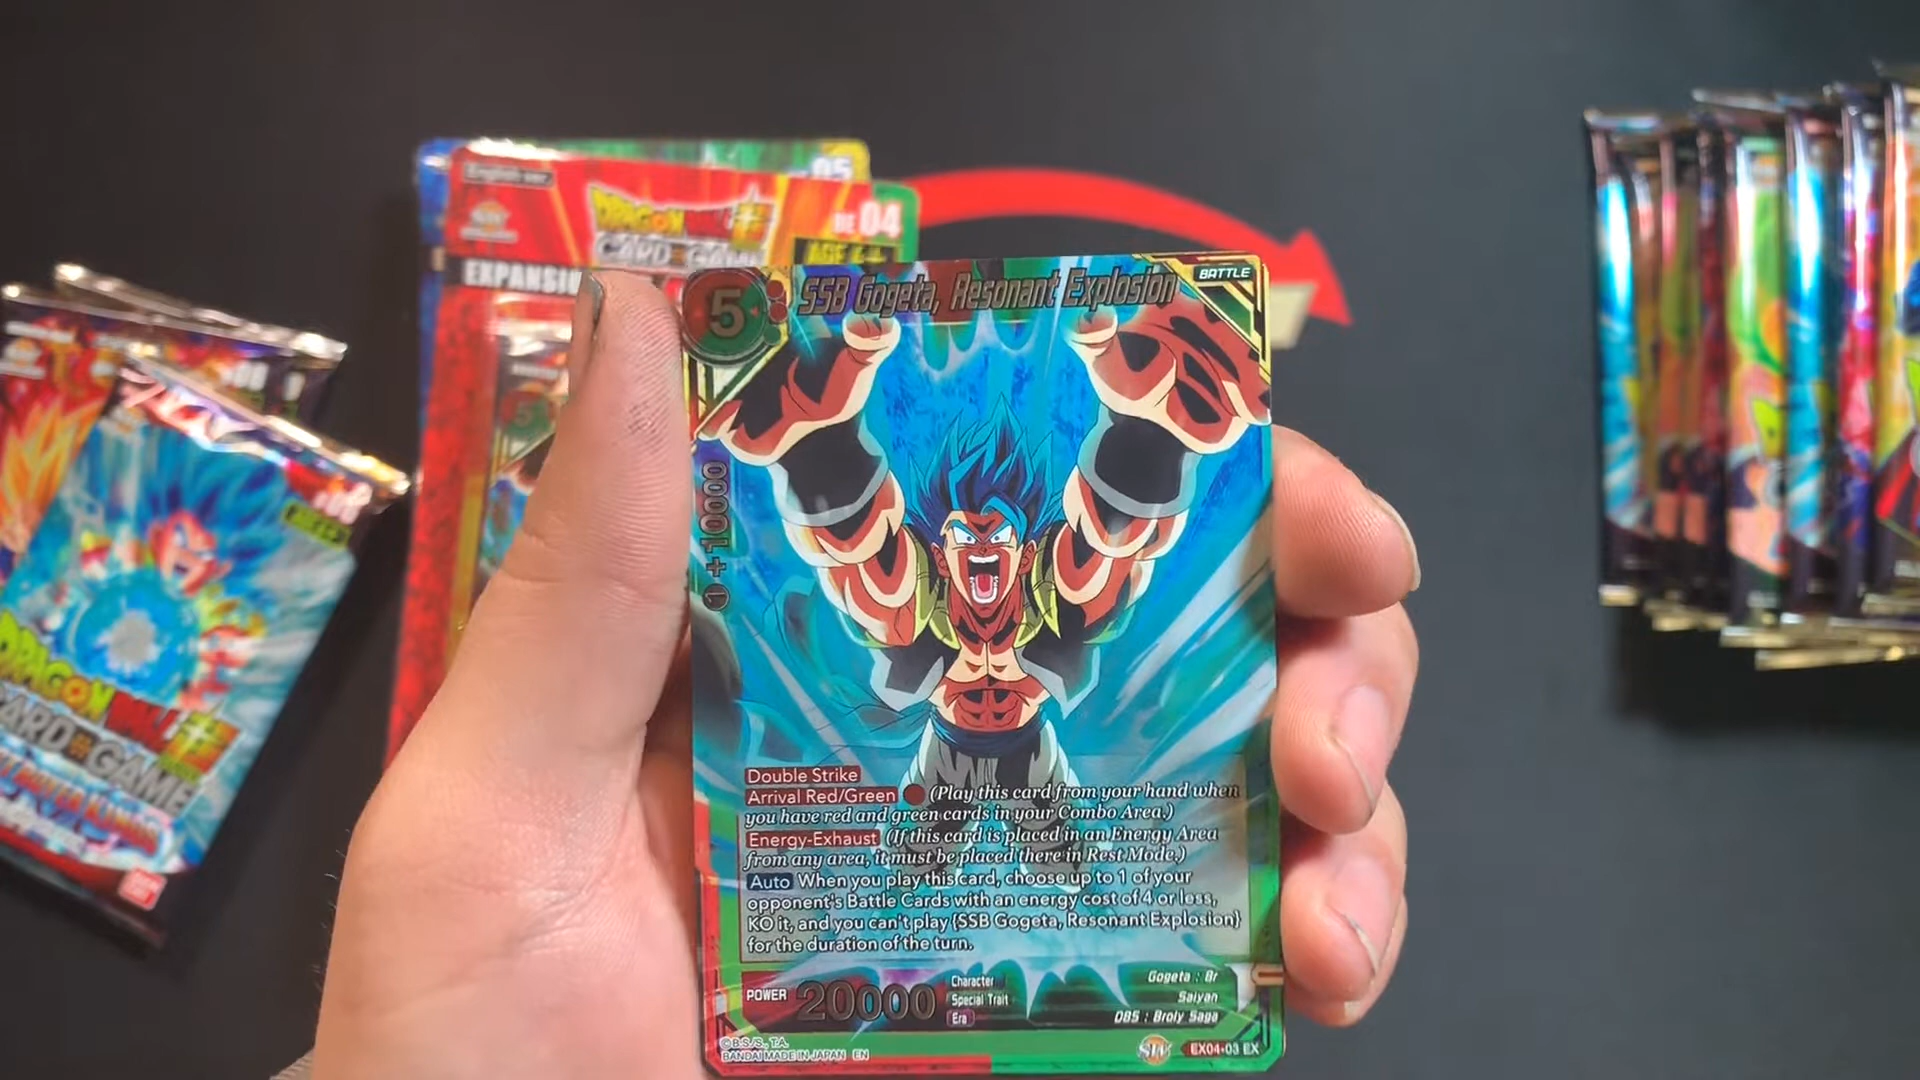 05
English ver.
DRAGON BALL
BE 04
CARD GAME
EXPANSI
BATTLE
5
SSB Gogeta, Resonant Explosion
1 +10000
Double Strike
Arrival Red/Green (Play this card from your hand when
you have red and green cards in your Combo Area.)
Energy-Exhaust (If this card is placed in an Energy Area
from any area, it must be placed there in Rest Mode.)
Auto When you play this card, choose up to 1 of your
opponent's Battle Cards with an energy cost of 4 or less,
KO it, and you can't play {SSB Gogeta, Resonant Explosion}
for the duration of the turn.
POWER 20000
Character Gogeta : Br
Special Trait Saiyan
Era DBS : Broly Saga
©B.S./S., T.A.
BANDAI MADE IN JAPAN EN
EX04-03 EX
DRAGON BALL
CARD GAME